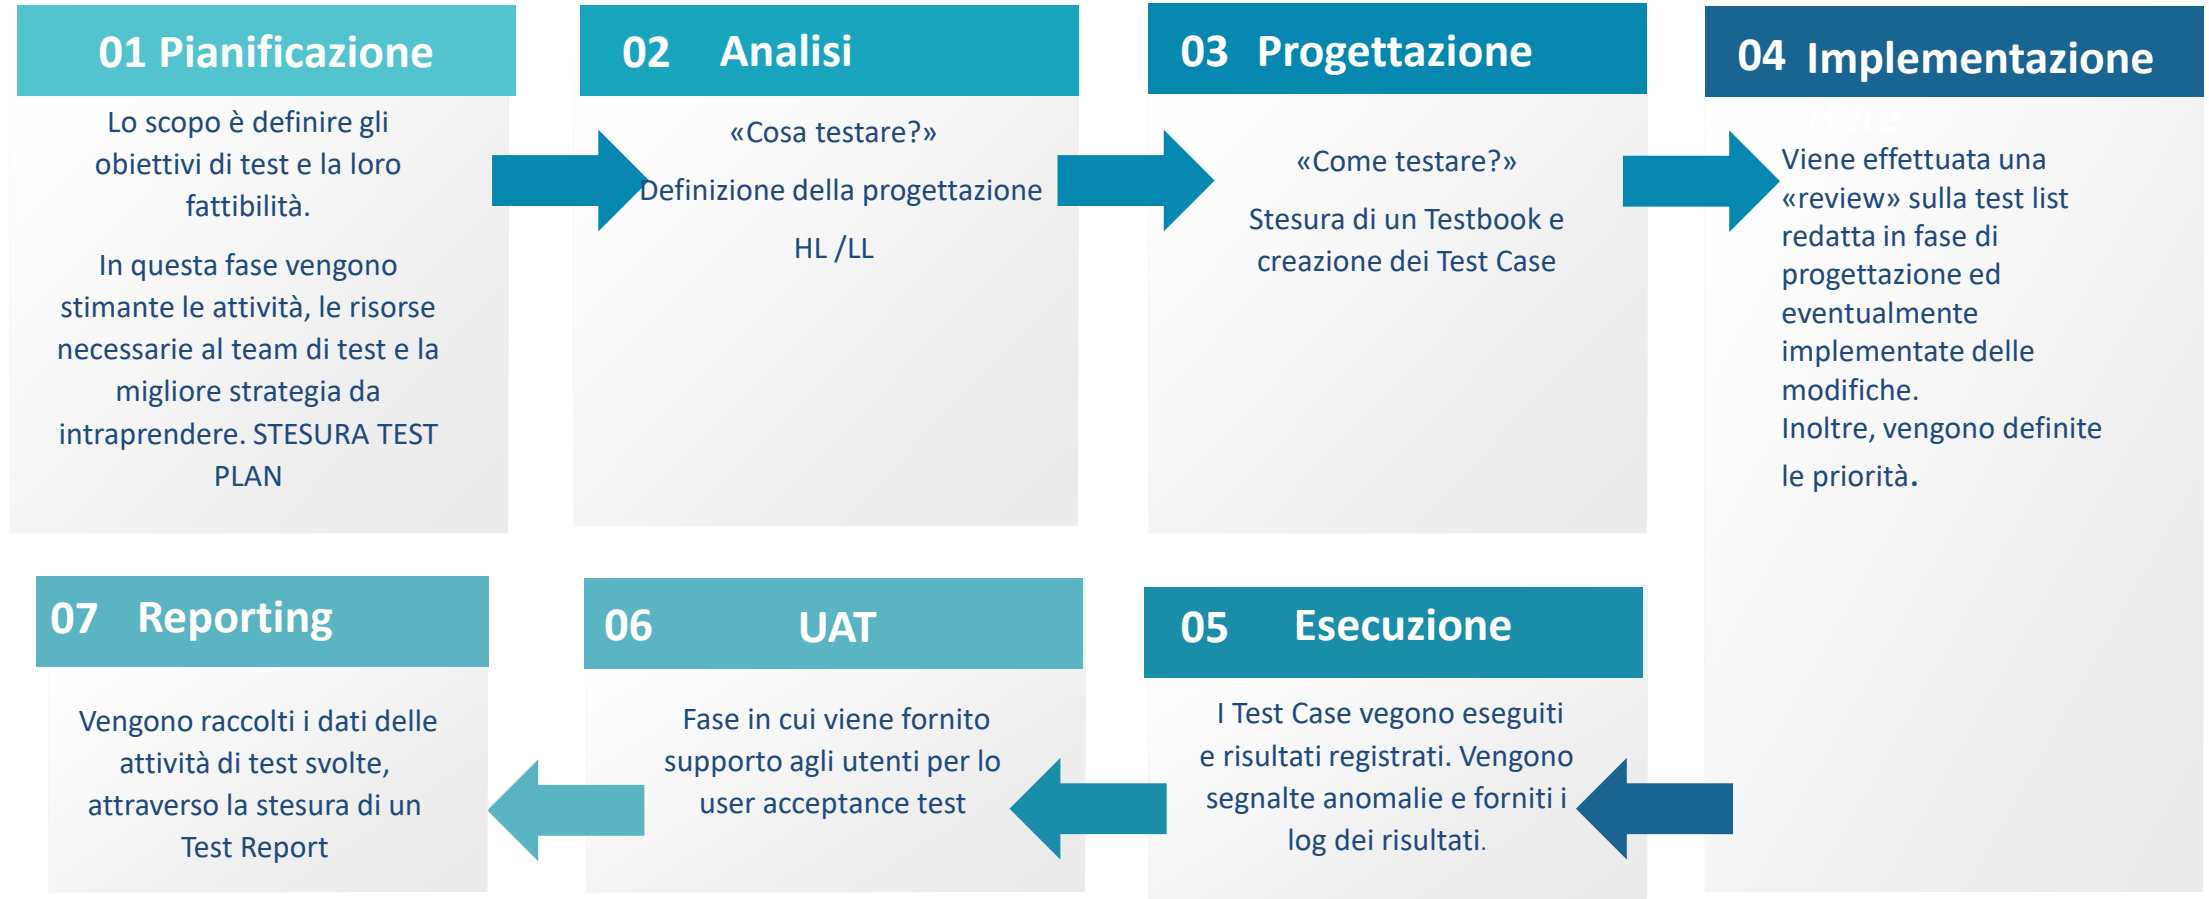 01 Pianificazione
Lo scopo è definire gli
obiettivi di test e la loro
fattibilità.
In questa fase vengono
stimante le attività, le risorse
necessarie al team di test e la
migliore strategia da
intraprendere. STESURA TEST
PLAN
02 Analisi
«Cosa testare?»
Definizione della progettazione
HL /LL
03 Progettazione
«Come testare?»
Stesura di un Testbook e
creazione dei Test Case
04 Implementazione
Viene effettuata una
«review» sulla test list
redatta in fase di
progettazione ed
eventualmente
implementate delle
modifiche.
Inoltre, vengono definite
le priorità.
05 Esecuzione
I Test Case vegono eseguiti
e risultati registrati. Vengono
segnalte anomalie e forniti i
log dei risultati.
06 UAT
Fase in cui viene fornito
supporto agli utenti per lo
user acceptance test
07 Reporting
Vengono raccolti i dati delle
attività di test svolte,
attraverso la stesura di un
Test Report